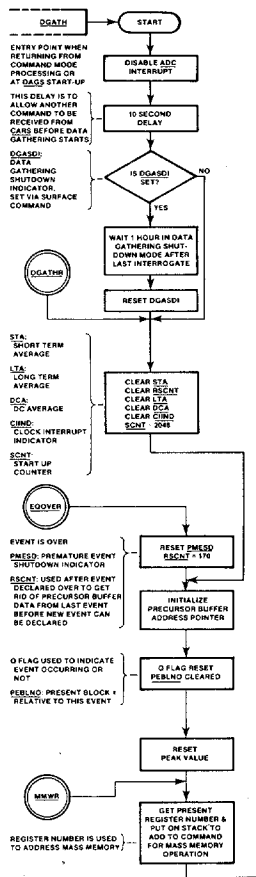 DGATH
START
ENTRY POINT WHEN
RETURNING FROM
COMMAND MODE
PROCESSING OR
AT DAGS START-UP
DISABLE ADC
INTERRUPT
THIS DELAY IS TO
ALLOW ANOTHER
COMMAND TO BE
RECEIVED FROM
CARS BEFORE DATA
GATHERING STARTS
10 SECOND
DELAY
DGASDI:
DATA
GATHERING
SHUTDOWN
INDICATOR,
SET VIA SURFACE
COMMAND
IS DGASDI
SET?
NO
YES
WAIT 1 HOUR IN DATA
GATHERING SHUT-
DOWN MODE AFTER
LAST INTERROGATE
DGATHR
RESET DGASDI
STA:
SHORT TERM
AVERAGE
LTA:
LONG TERM
AVERAGE
DCA:
DC AVERAGE
CIIND:
CLOCK INTERRUPT
INDICATOR
SCNT:
START UP
COUNTER
CLEAR STA
CLEAR RSCNT
CLEAR LTA
CLEAR DCA
CLEAR CIIND
SCNT - 2048
EQOVER
EVENT IS OVER
PMESD: PREMATURE EVENT
SHUTDOWN INDICATOR
RSCNT: USED AFTER EVENT
DECLARED OVER TO GET
RID OF PRECURSOR BUFFER
DATA FROM LAST EVENT
BEFORE NEW EVENT CAN
BE DECLARED
RESET PMESD
RSCNT = 170
INITIALIZE
PRECURSOR BUFFER
ADDRESS POINTER
Q FLAG USED TO INDICATE
EVENT OCCURRING OR
NOT
PEBLNO: PRESENT BLOCK =
RELATIVE TO THIS EVENT
Q FLAG RESET
PEBLNO CLEARED
RESET
PEAK VALUE
MMWR
REGISTER NUMBER IS USED
TO ADDRESS MASS MEMORY
GET PRESENT
REGISTER NUMBER &
PUT ON STACK TO
ADD TO COMMAND
FOR MASS MEMORY
OPERATION